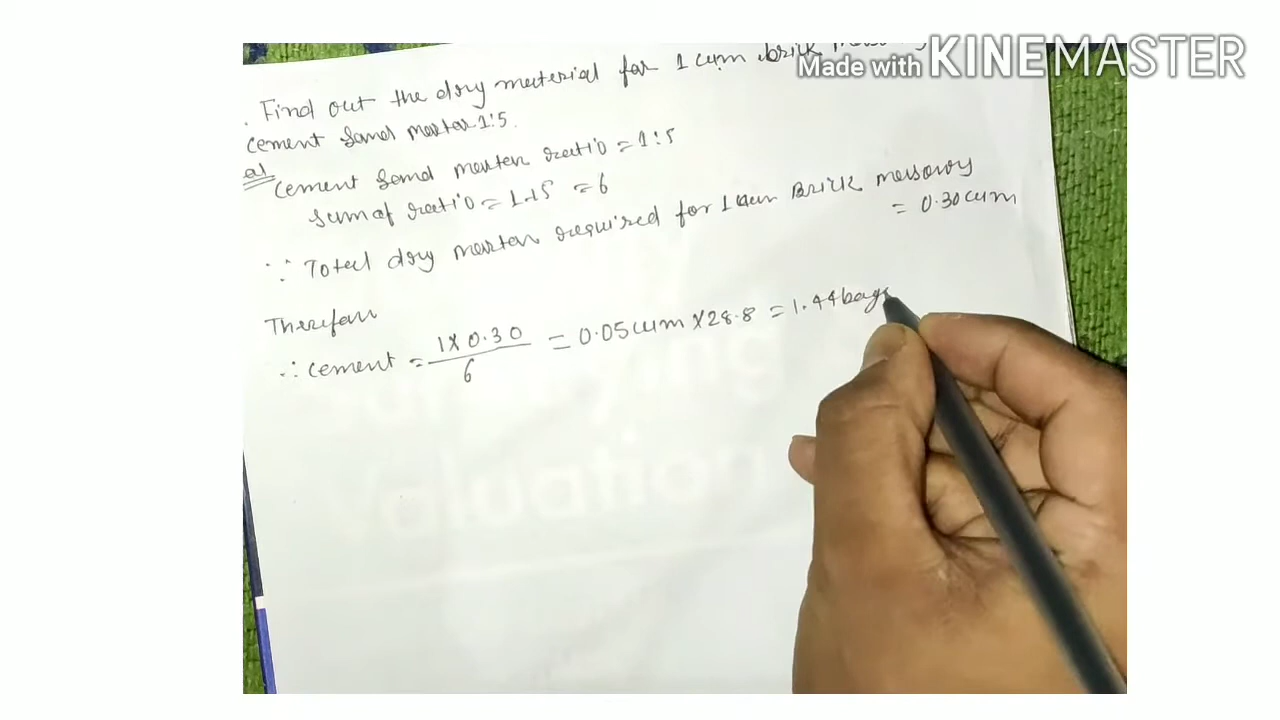 Made with KINEMASTER
Find out the dry material for 1 cum brick
cement sand mortar 1:5.
Cement sand mortar ratio = 1:5
sum of ratio = 1+5 = 6
∵ Total dry mortar required for 1 cum Brick masonry
= 0.30 cum
Therefore
∴ cement = 1 X 0.30 / 6 = 0.05 cum X 28.8 = 1.44 bags